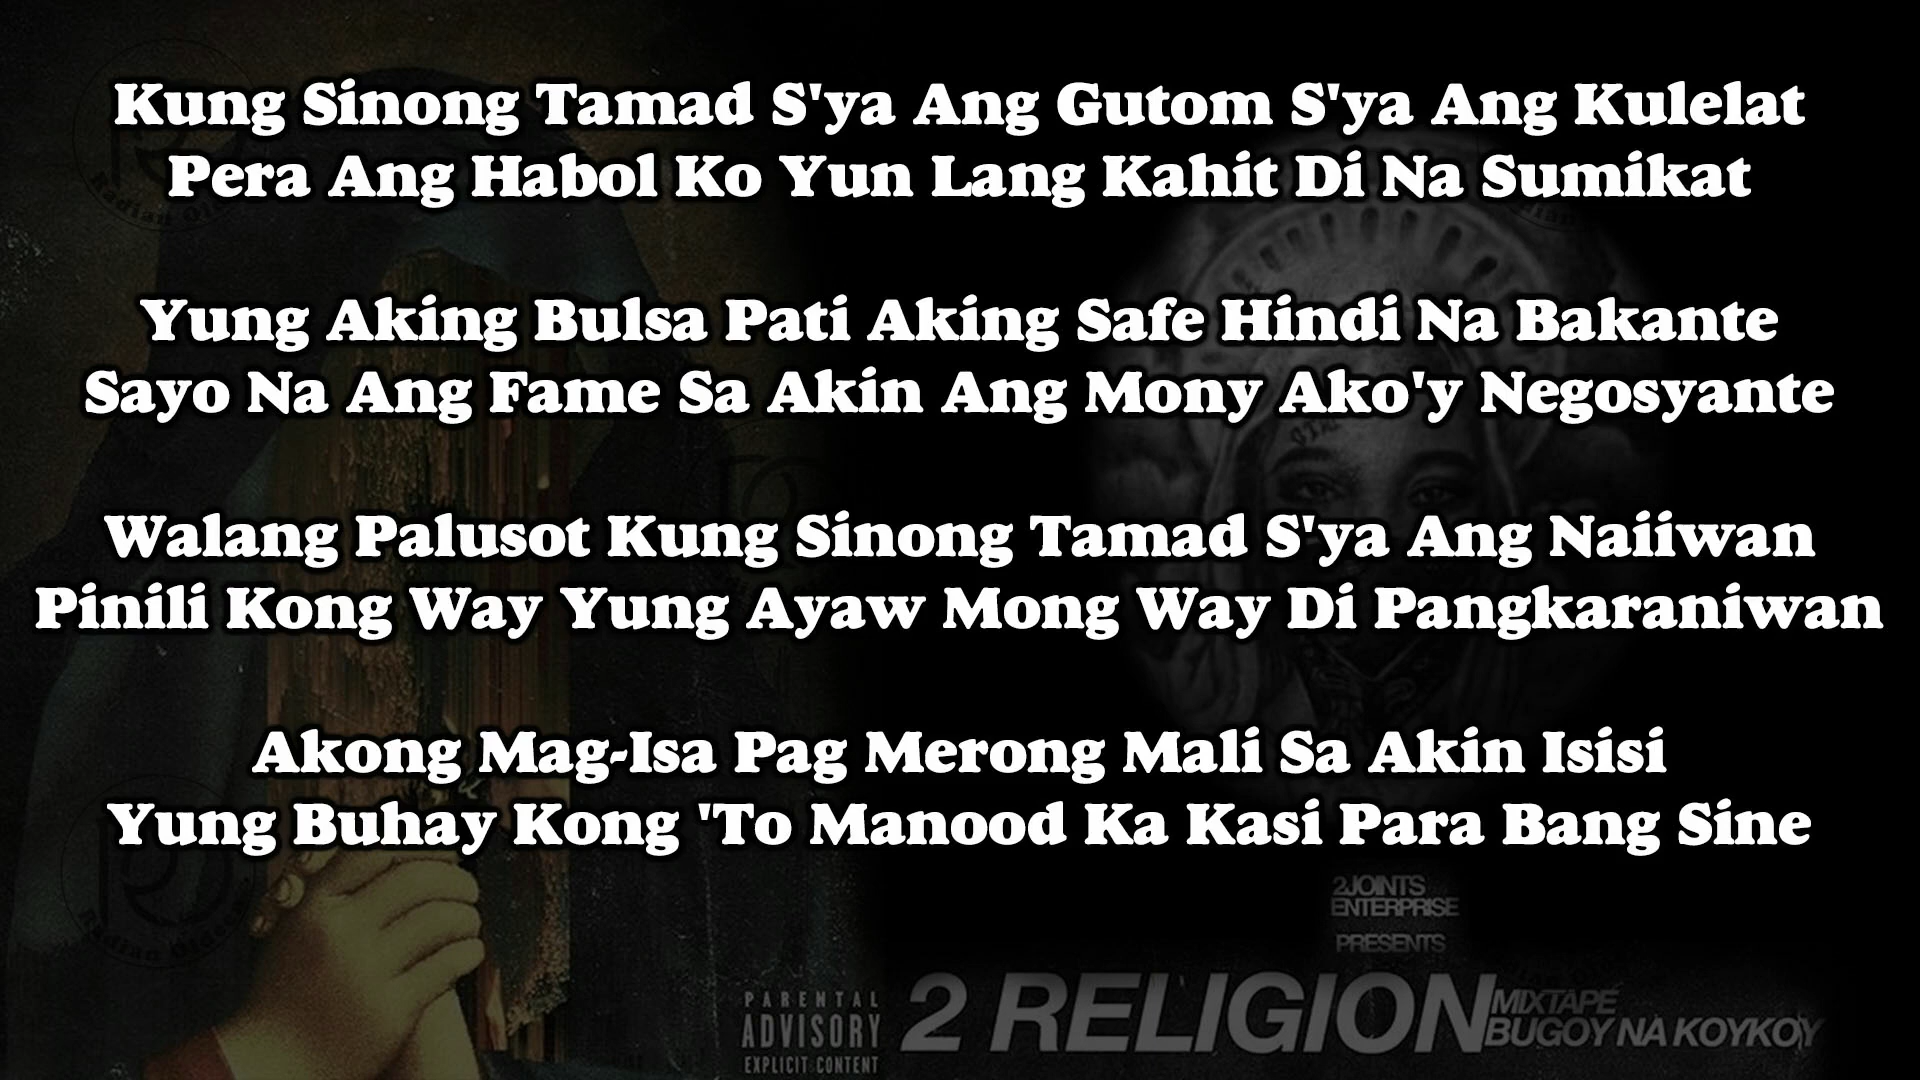 Kung Sinong Tamad S'ya Ang Gutom S'ya Ang Kulelat
Pera Ang Habol Ko Yun Lang Kahit Di Na Sumikat
Yung Aking Bulsa Pati Aking Safe Hindi Na Bakante
Sayo Na Ang Fame Sa Akin Ang Mony Ako'y Negosyante
Walang Palusot Kung Sinong Tamad S'ya Ang Naiiwan
Pinili Kong Way Yung Ayaw Mong Way Di Pangkaraniwan
Akong Mag-Isa Pag Merong Mali Sa Akin Isisi
Yung Buhay Kong 'To Manood Ka Kasi Para Bang Sine
2JOINTS
ENTERPRISE
PRESENTS
PARENTAL
ADVISORY
EXPLICIT CONTENT
2 RELIGION
MIXTAPE
BUGOY NA KOYKOY